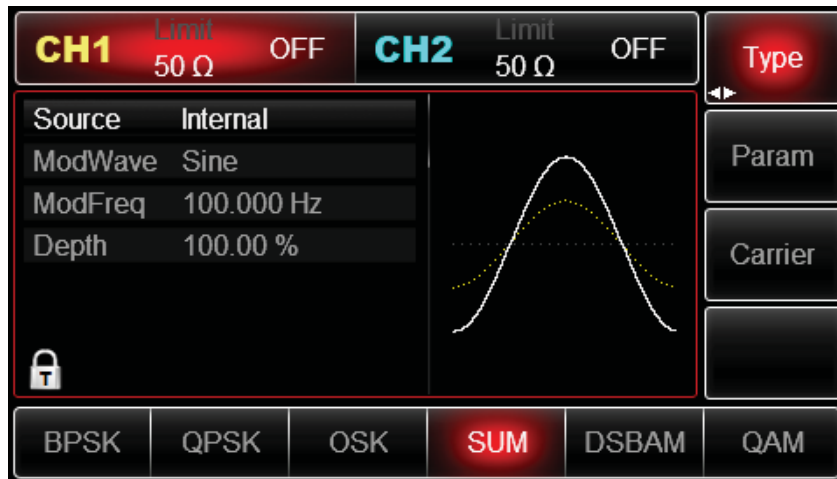 CH1 Limit 50 Ω OFF CH2 Limit 50 Ω OFF Type
Source Internal
ModWave Sine
Param
ModFreq 100.000 Hz
Depth 100.00 %
Carrier
T
BPSK QPSK OSK SUM DSBAM QAM